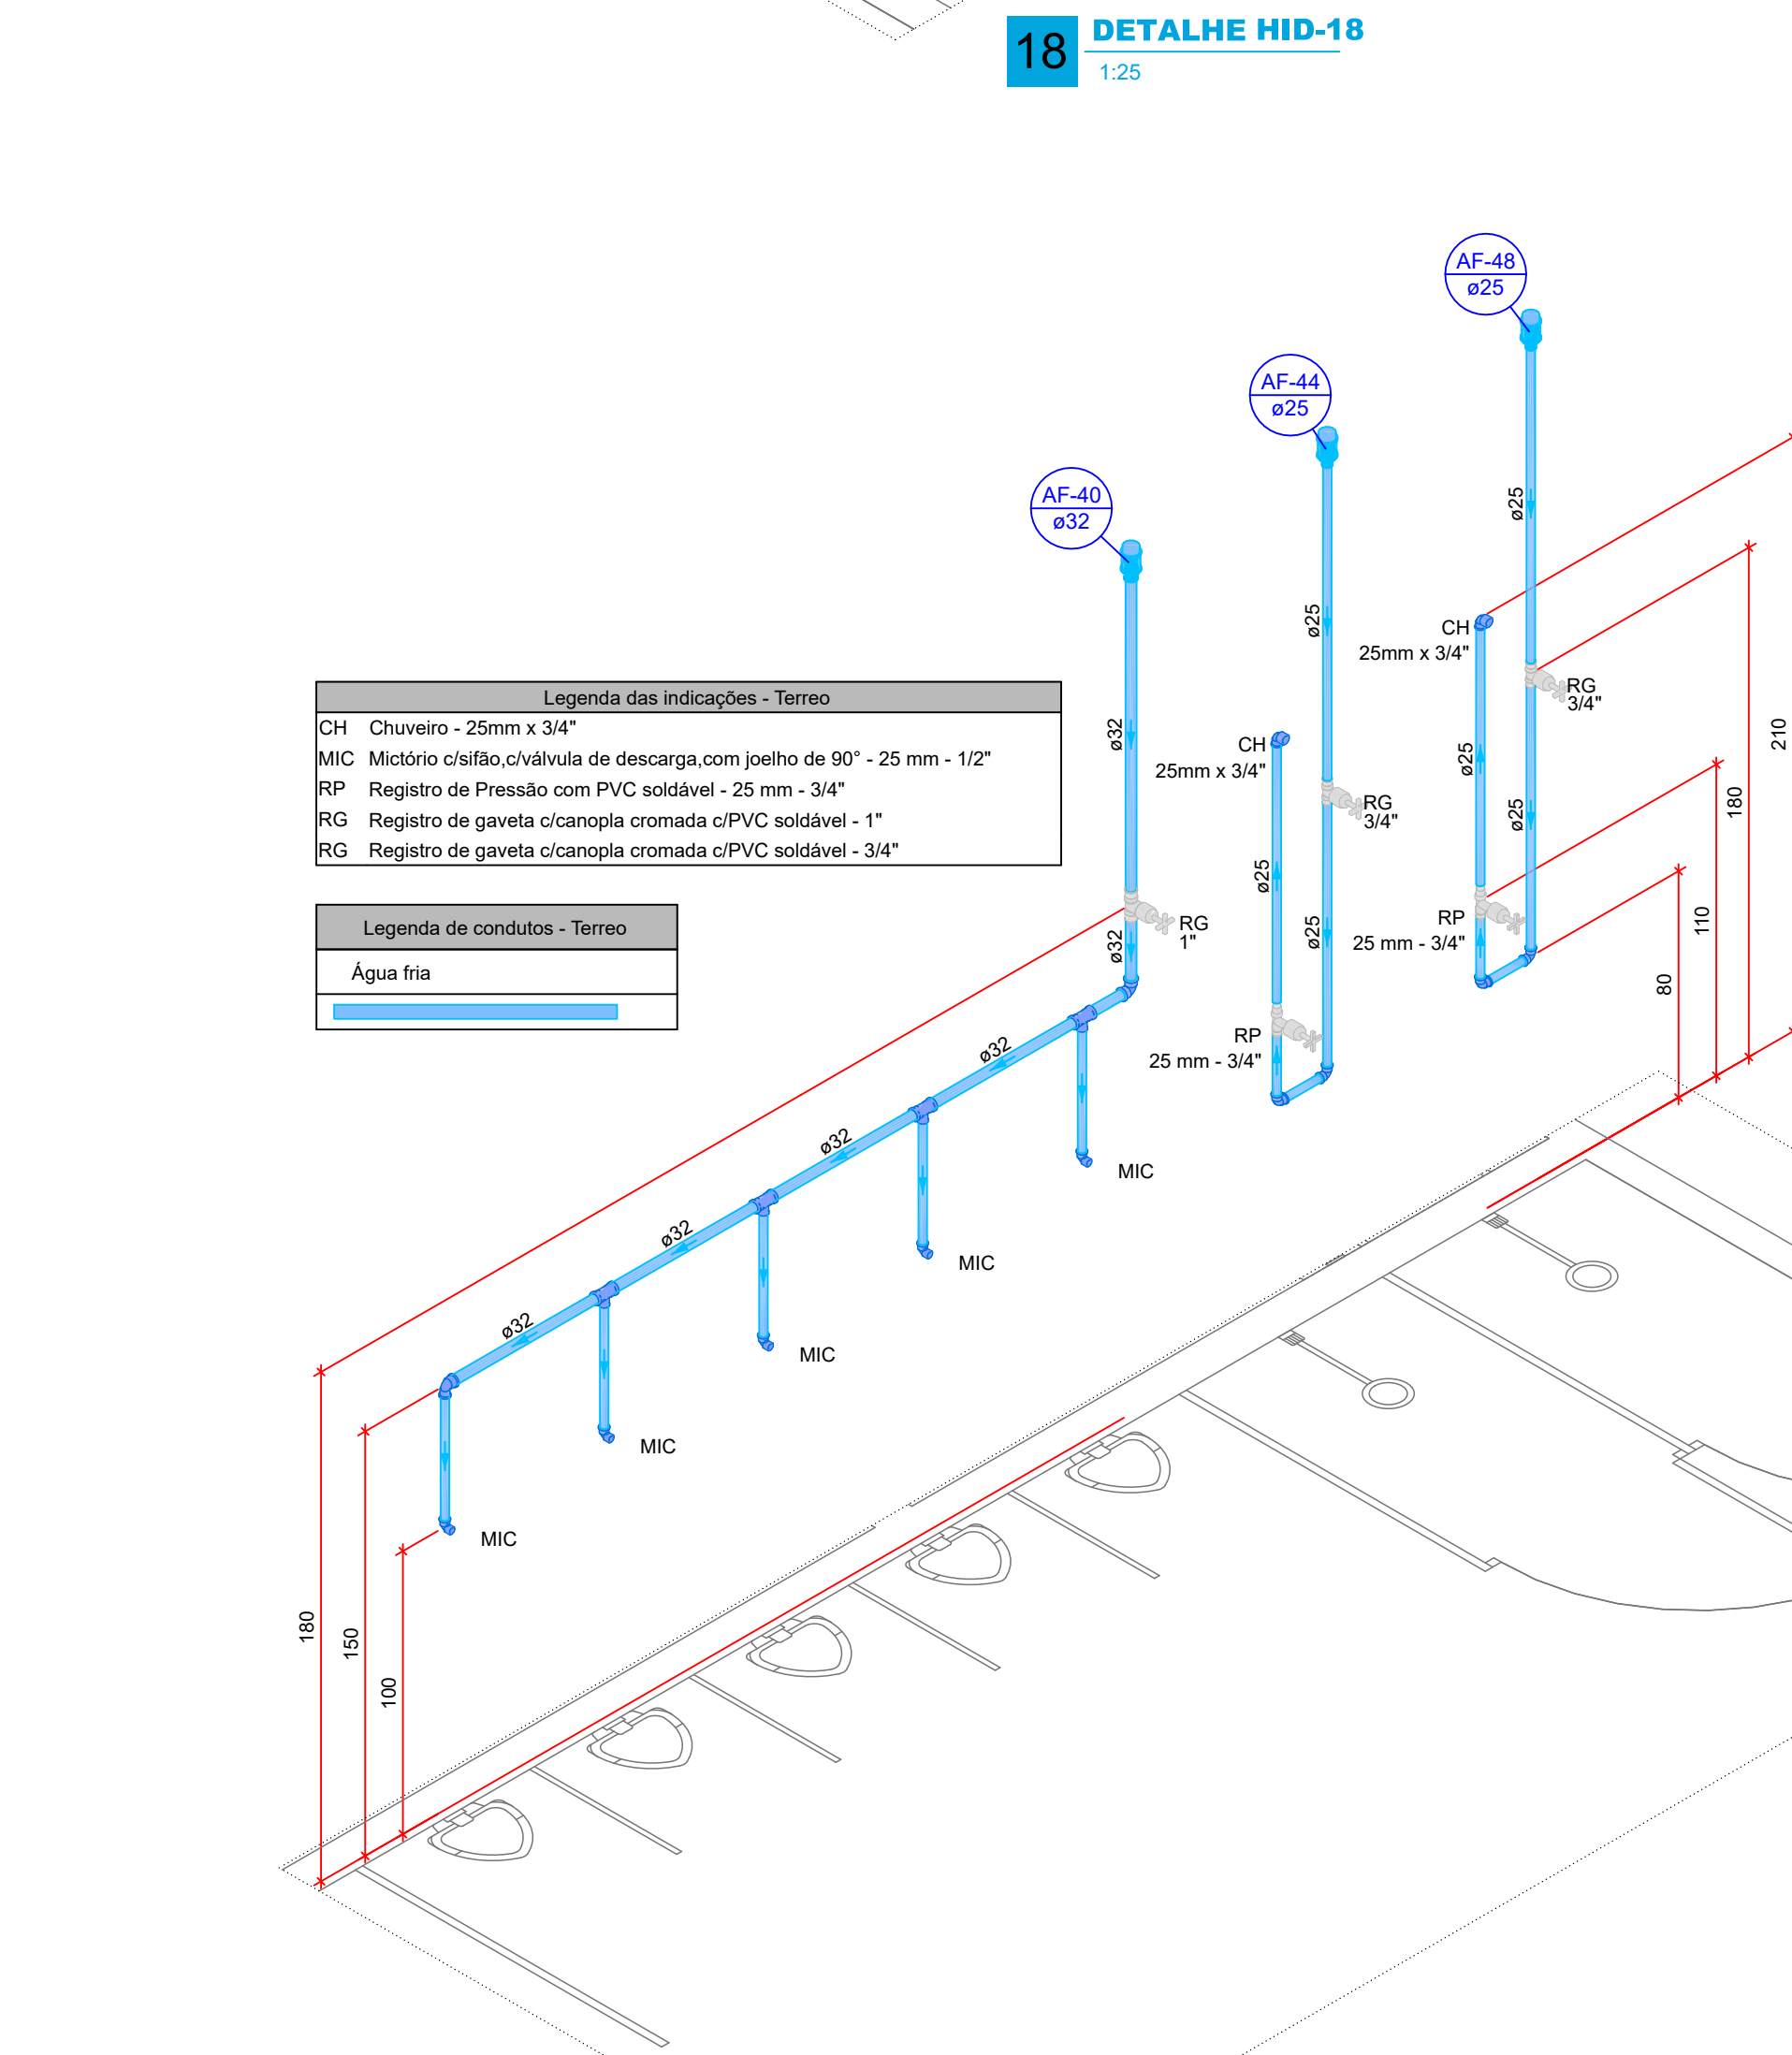 18
DETALHE HID-18
1:25
AF-48
ø25
AF-44
ø25
AF-40
ø32
ø25
ø25
CH
25mm x 3/4"
RG
3/4"
ø32
ø25
210
Legenda das indicações - Terreo
CH Chuveiro - 25mm x 3/4"
MIC Mictório c/sifão,c/válvula de descarga,com joelho de 90° - 25 mm - 1/2"
RP Registro de Pressão com PVC soldável - 25 mm - 3/4"
RG Registro de gaveta c/canopla cromada c/PVC soldável - 1"
RG Registro de gaveta c/canopla cromada c/PVC soldável - 3/4"
CH
25mm x 3/4"
RG
3/4"
ø25
180
ø25
Legenda de condutos - Terreo
Água fria
RG
1"
ø32
ø25
RP
25 mm - 3/4"
110
80
RP
25 mm - 3/4"
ø32
ø32
MIC
ø32
MIC
ø32
MIC
MIC
MIC
180
150
100